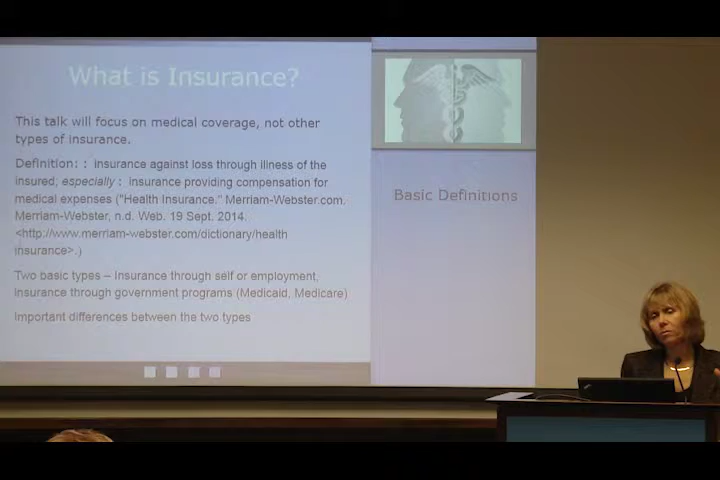 What is Insurance?
This talk will focus on medical coverage, not other
types of insurance.
Definition: : insurance against loss through illness of the
insured; especially : insurance providing compensation for
medical expenses ("Health Insurance." Merriam-Webster.com.
Merriam-Webster, n.d. Web. 19 Sept. 2014.
<http://www.merriam-webster.com/dictionary/health
insurance>.)
Two basic types – Insurance through self or employment,
Insurance through government programs (Medicaid, Medicare)
Important differences between the two types
Basic Definitions